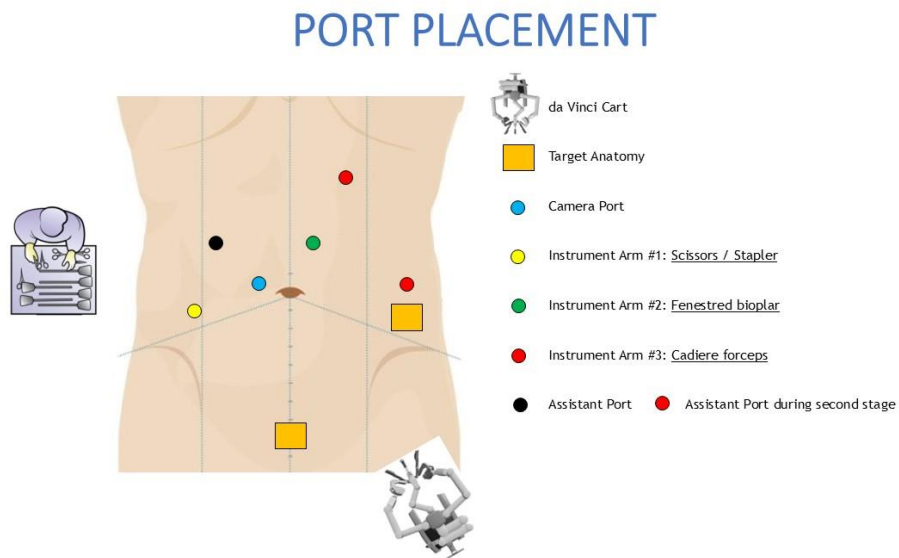 PORT PLACEMENT
da Vinci Cart
Target Anatomy
Camera Port
Instrument Arm #1: Scissors / Stapler
Instrument Arm #2: Fenestred bioplar
Instrument Arm #3: Cadiere forceps
Assistant Port Assistant Port during second stage